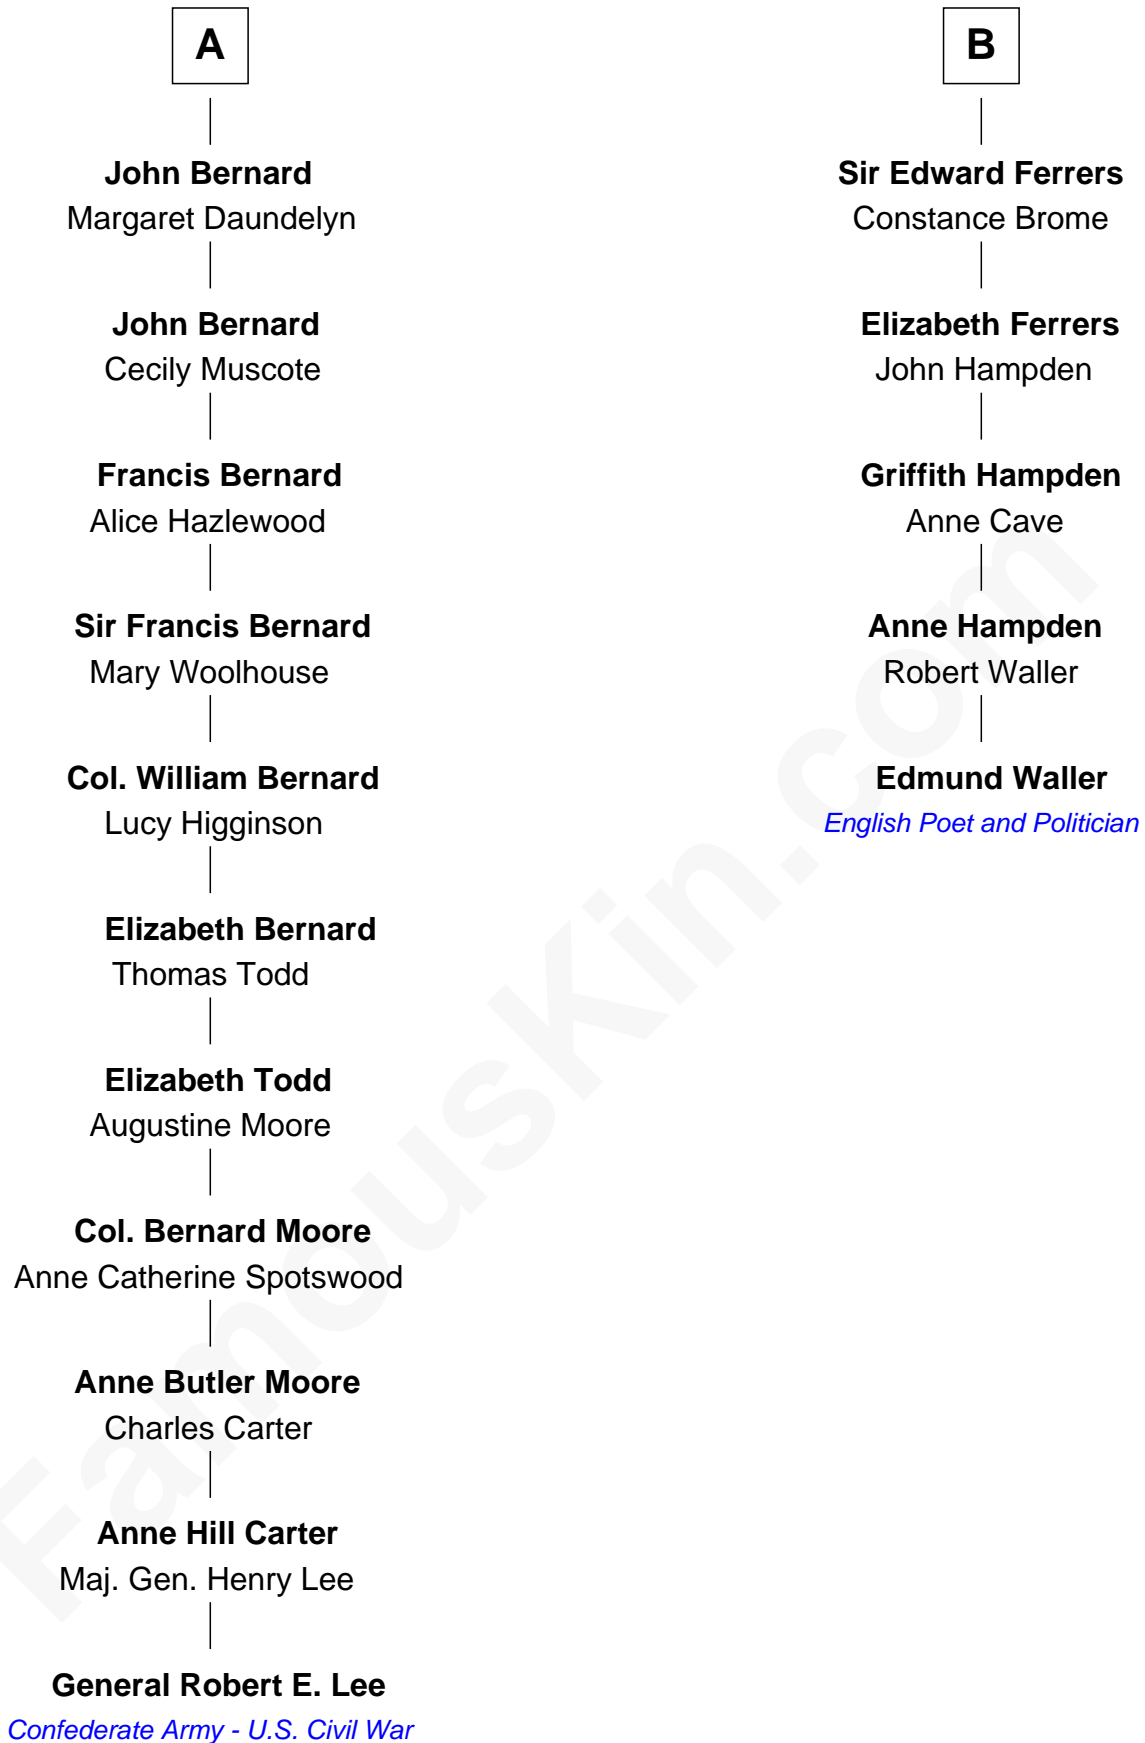 A
John Bernard
Margaret Daundelyn
John Bernard
Cecily Muscote
Francis Bernard
Alice Hazlewood
Sir Francis Bernard
Mary Woolhouse
Col. William Bernard
Lucy Higginson
Elizabeth Bernard
Thomas Todd
Elizabeth Todd
Augustine Moore
Col. Bernard Moore
Anne Catherine Spotswood
Anne Butler Moore
Charles Carter
Anne Hill Carter
Maj. Gen. Henry Lee
General Robert E. Lee
Confederate Army - U.S. Civil War
B
Sir Edward Ferrers
Constance Brome
Elizabeth Ferrers
John Hampden
Griffith Hampden
Anne Cave
Anne Hampden
Robert Waller
Edmund Waller
English Poet and Politician
FamousKin.com